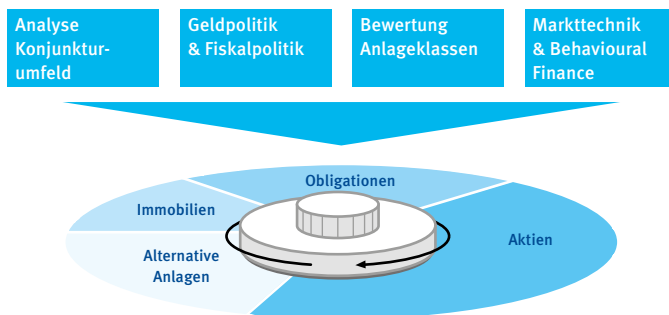 Analyse
Konjunktur-
umfeld
Geldpolitik
& Fiskalpolitik
Bewertung
Anlageklassen
Markttechnik
& Behavioural
Finance
Obligationen
Immobilien
Aktien
Alternative
Anlagen